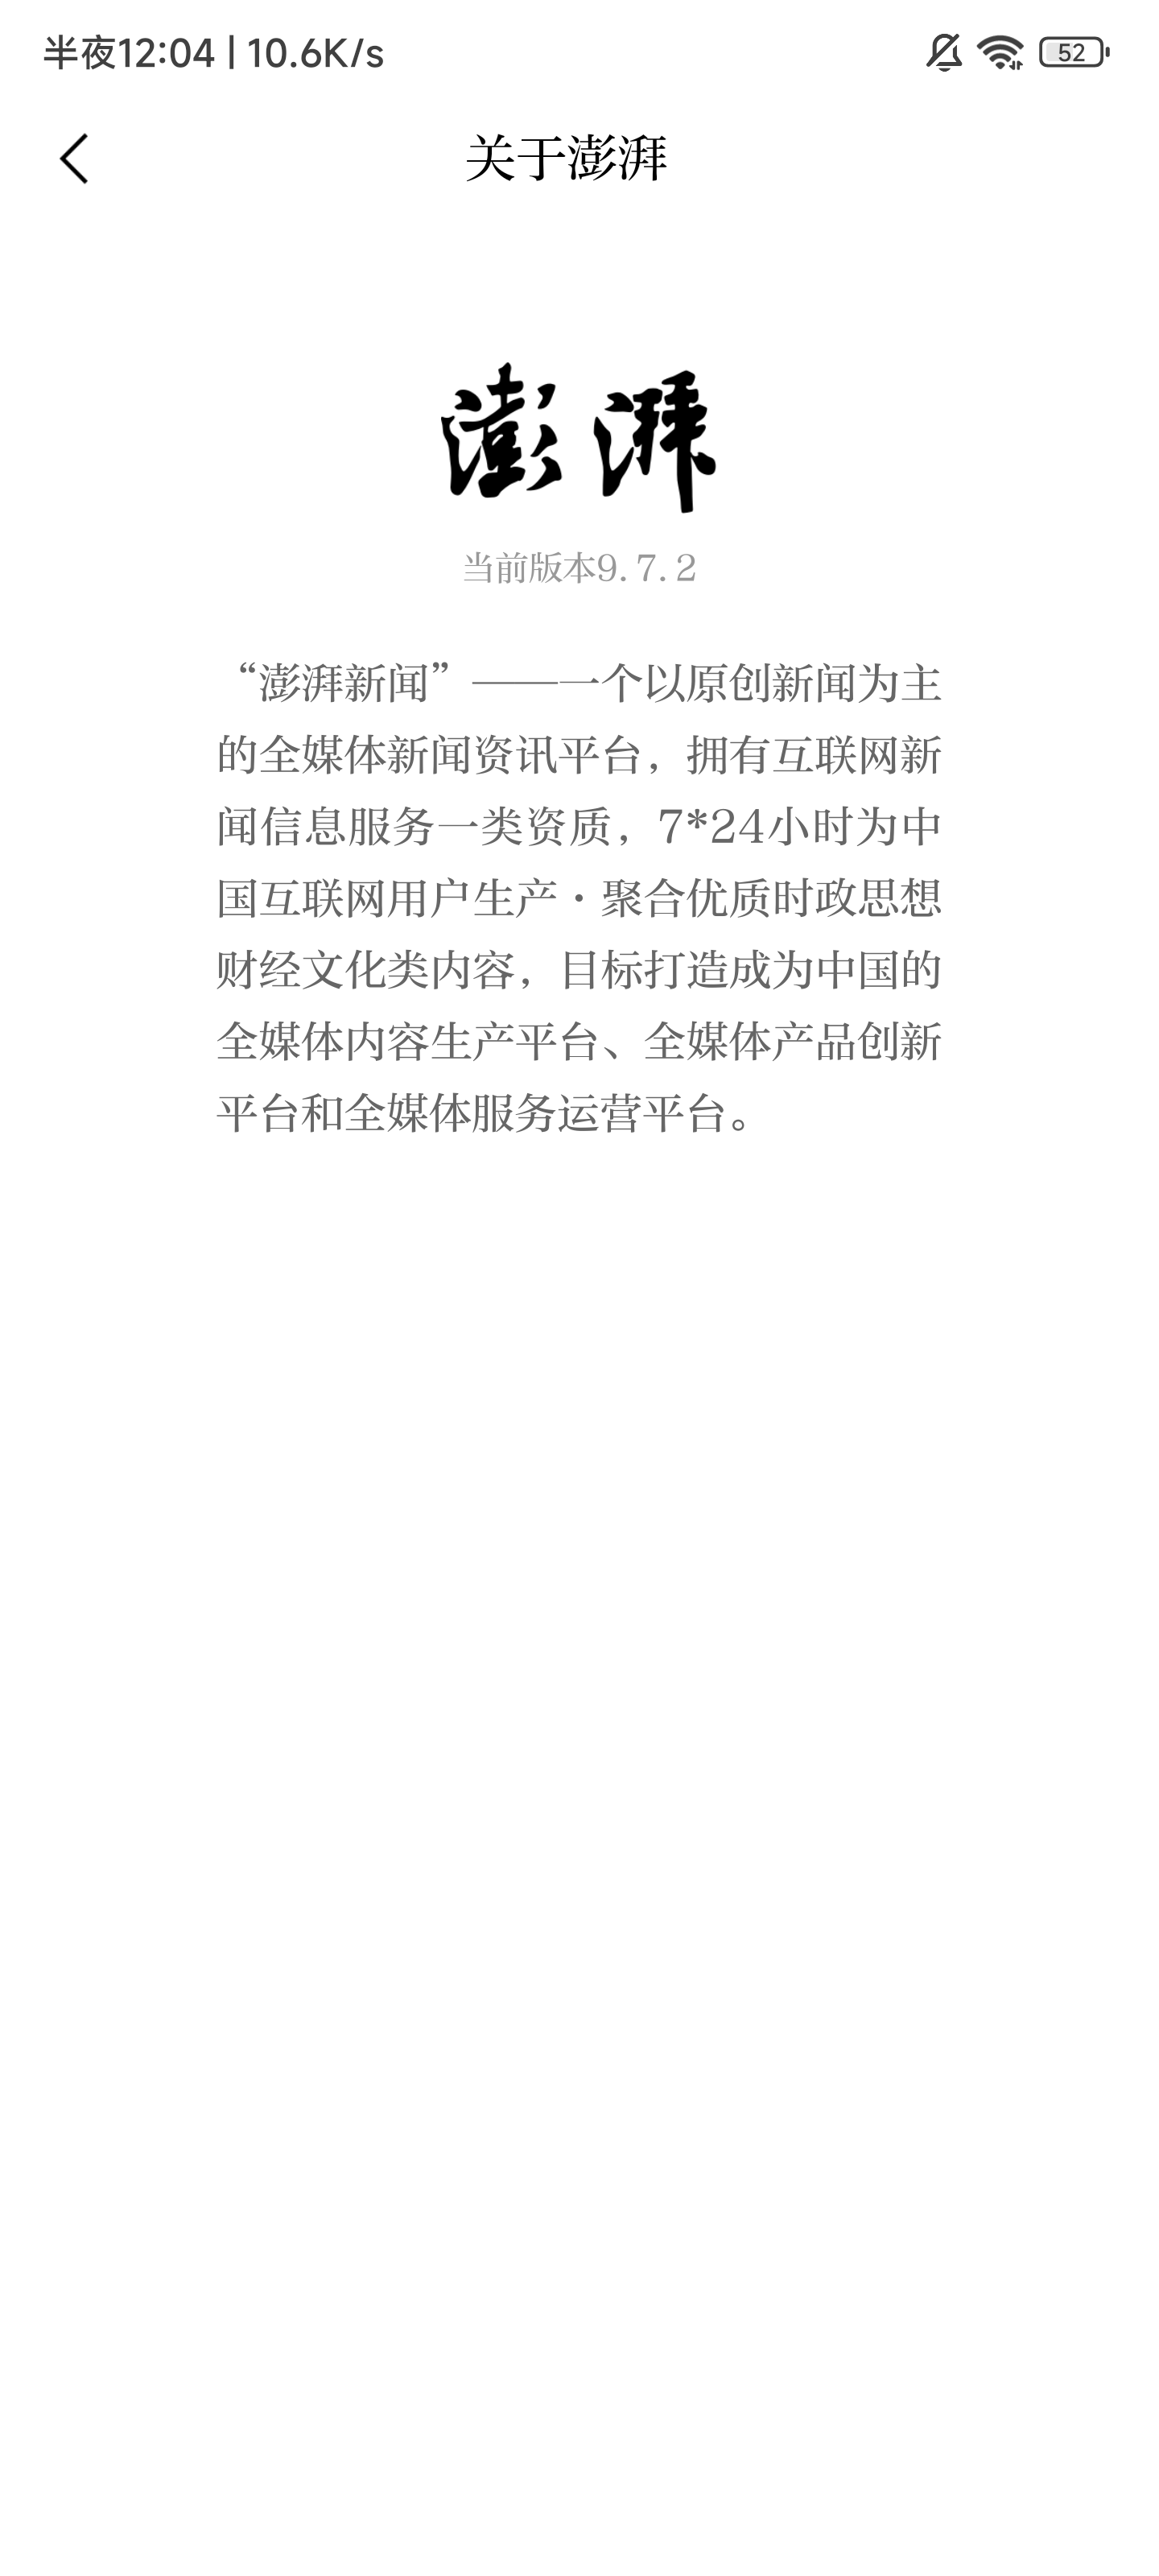 半夜12:04 | 10.6K/s
52
关于澎湃
澎湃
当前版本9.7.2
“澎湃新闻”——一个以原创新闻为主
的全媒体新闻资讯平台，拥有互联网新
闻信息服务一类资质，7*24小时为中
国互联网用户生产·聚合优质时政思想
财经文化类内容，目标打造成为中国的
全媒体内容生产平台、全媒体产品创新
平台和全媒体服务运营平台。